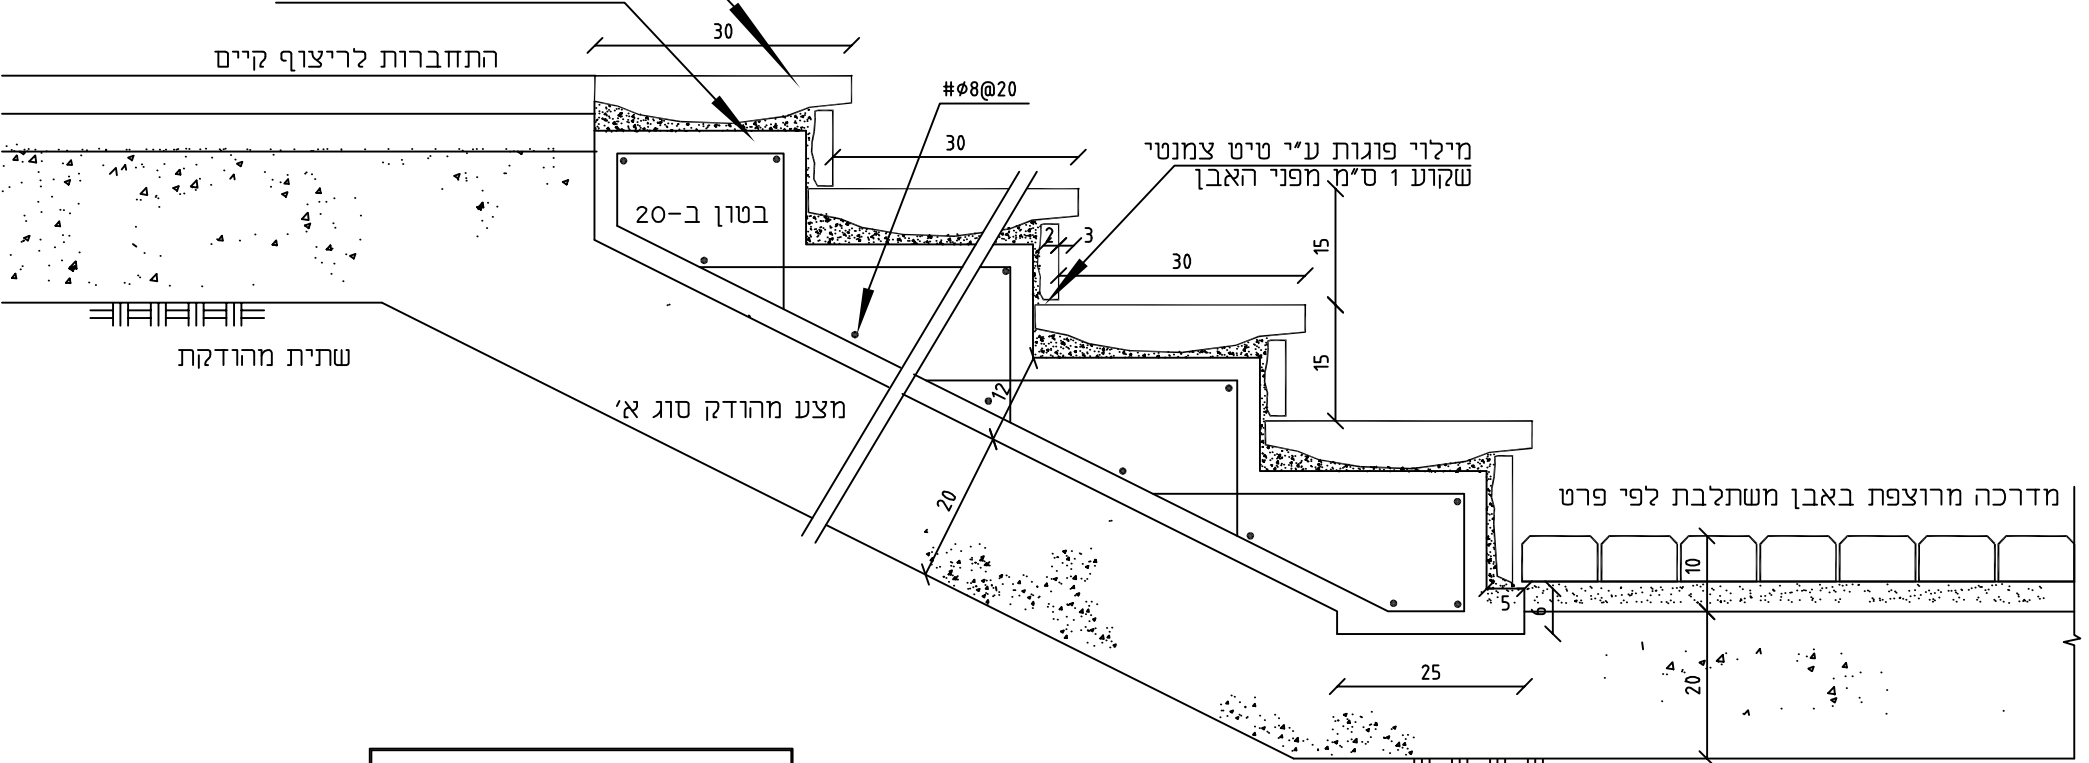 30
התחברות לריצוף קיים
#ø8@20
30
מילוי פוגות ע״י טיט צמנטי
שקוע 1 ס״מ מפני האבן
בטון ב-20
2
3
30
15
15
שתית מהודקת
מצע מהודק סוג א׳
12
20
מדרכה מרוצפת באבן משתלבת לפי פרט
10
5
6
25
20